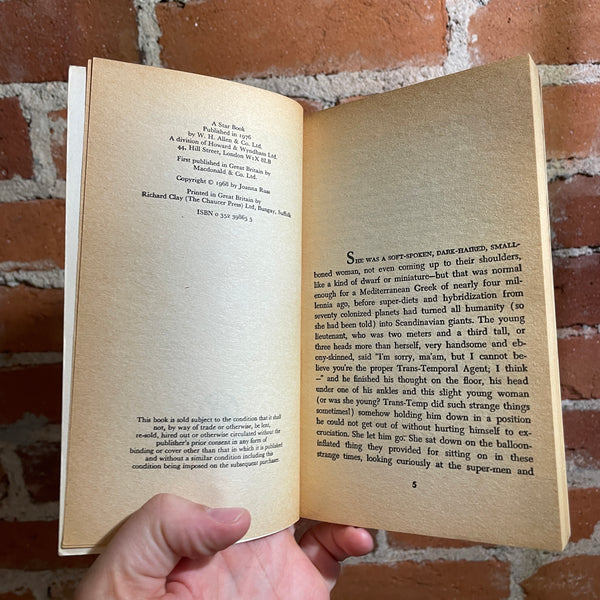 A Star Book
Published in 1976
by W. H. Allen & Co. Ltd.
A division of Howard & Wyndham Ltd.
44, Hill Street, London W1X 8LB
First published in Great Britain by
Macdonald & Co. Ltd.
Copyright © 1968 by Joanna Russ
Printed in Great Britain by
Richard Clay (The Chaucer Press) Ltd, Bungay, Suffolk
ISBN 0 352 39863 5
This book is sold subject to the condition that it shall
not, by way of trade or otherwise, be lent,
re-sold, hired out or otherwise circulated without the
publisher's prior consent in any form of
binding or cover other than that in which it is published
and without a similar condition including this
condition being imposed on the subsequent purchaser.
SHE WAS A SOFT-SPOKEN, DARK-HAIRED, SMALL-
boned woman, not even coming up to their shoulders,
like a kind of dwarf or miniature—but that was normal
enough for a Mediterranean Greek of nearly four mil-
lennia ago, before super-diets and hybridization from
seventy colonized planets had turned all humanity (so
she had been told) into Scandinavian giants. The young
lieutenant, who was two meters and a third tall, or
three heads more than herself, very handsome and eb-
ony-skinned, said "I'm sorry, ma'am, but I cannot be-
lieve you're the proper Trans-Temporal Agent; I think
—" and he finished his thought on the floor, his head
under one of his ankles and this slight young woman
(or was she young? Trans-Temp did such strange things
sometimes!) somehow holding him down in a position
he could not get out of without hurting himself to ex-
cruciation. She let him go. She sat down on the balloon-
inflated thing they provided for sitting on in these
strange times, looking curiously at the super-men and
5